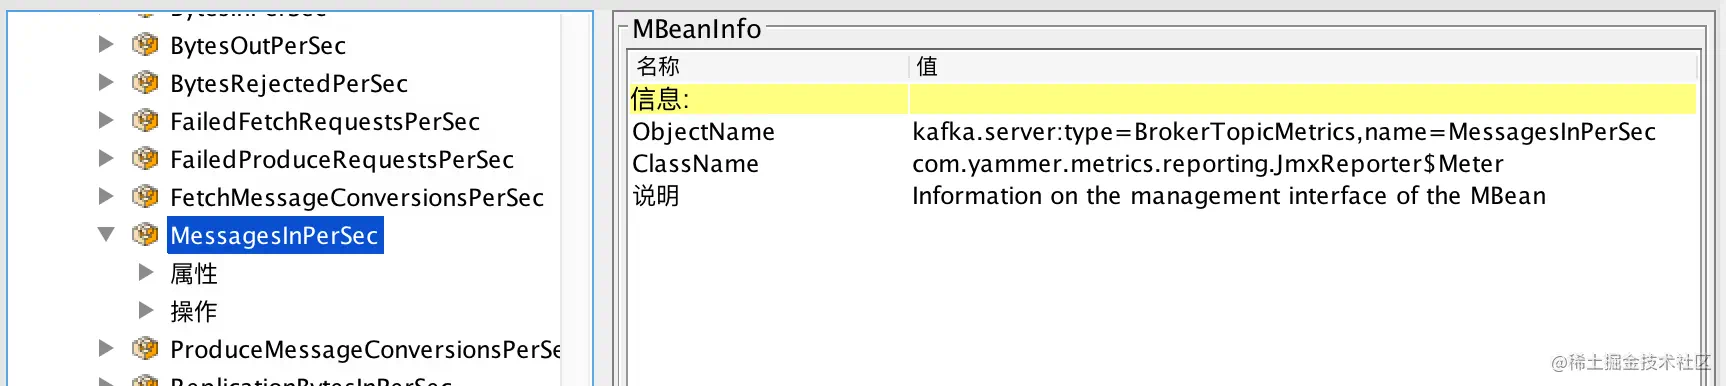 BytesInPerSec
BytesOutPerSec
BytesRejectedPerSec
FailedFetchRequestsPerSec
FailedProduceRequestsPerSec
FetchMessageConversionsPerSec
MessagesInPerSec
属性
操作
ProduceMessageConversionsPerSe
ReplicationBytesInPerSec
MBeanInfo
名称 值
信息:
ObjectName kafka.server:type=BrokerTopicMetrics,name=MessagesInPerSec
ClassName com.yammer.metrics.reporting.JmxReporter$Meter
说明 Information on the management interface of the MBean
@稀土掘金技术社区